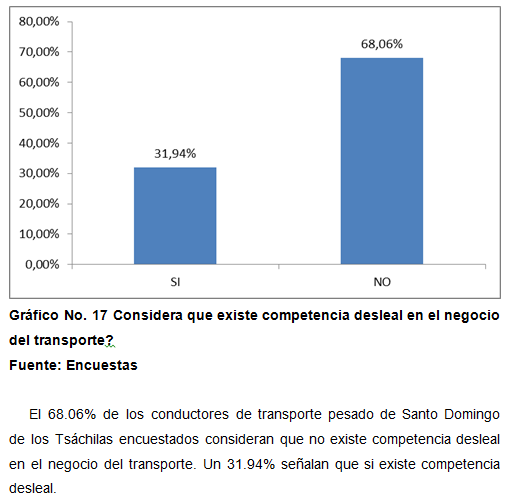 80,00%
70,00%
60,00%
50,00%
40,00%
30,00%
20,00%
10,00%
0,00%
31,94%
68,06%
SI
NO
Gráfico No. 17 Considera que existe competencia desleal en el negocio
del transporte?
Fuente: Encuestas
El 68.06% de los conductores de transporte pesado de Santo Domingo
de los Tsáchilas encuestados consideran que no existe competencia desleal
en el negocio del transporte. Un 31.94% señalan que si existe competencia
desleal.